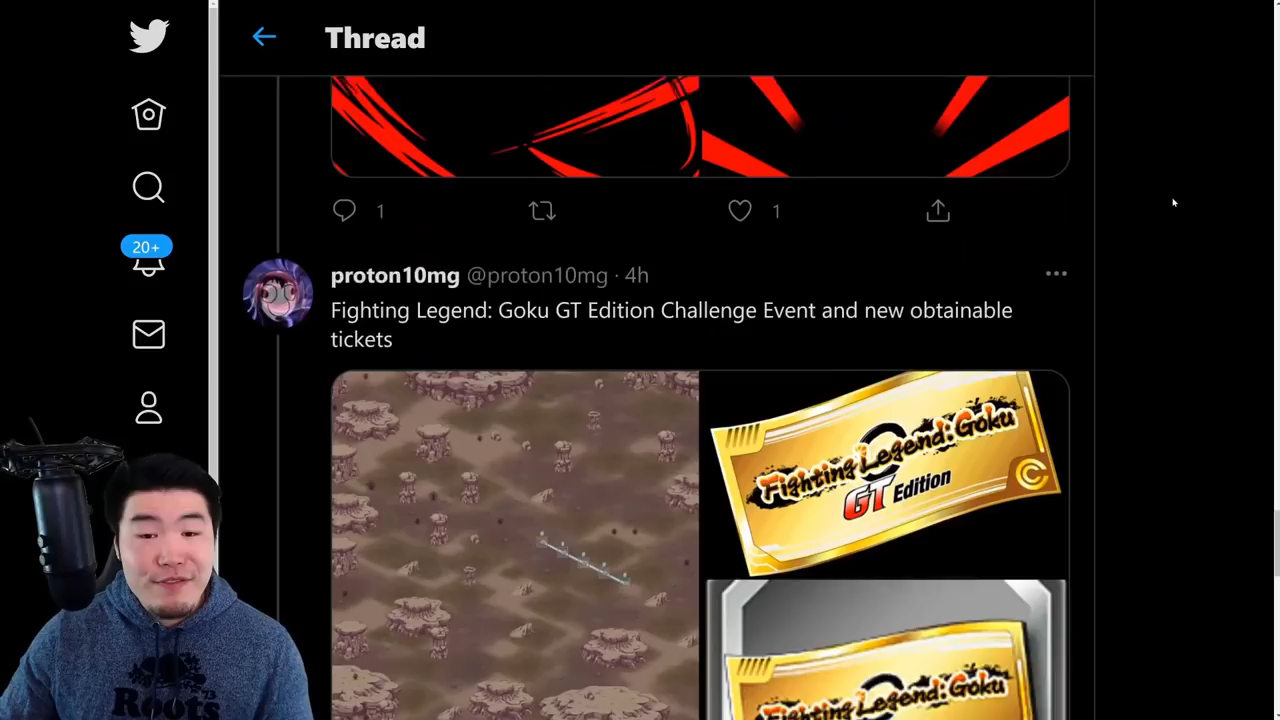 Thread
1
1
20+
proton10mg @proton10mg · 4h
Fighting Legend: Goku GT Edition Challenge Event and new obtainable
tickets
Fighting Legend: Goku
GT Edition
Fighting Legend: Goku
Roots
73